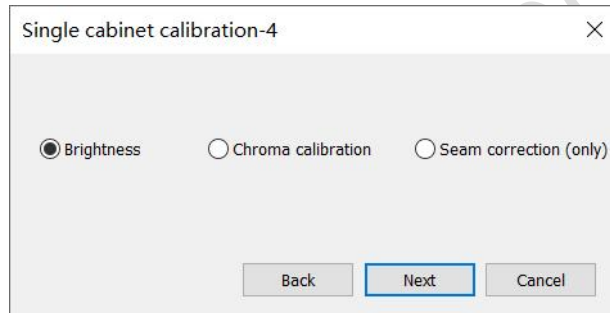 Single cabinet calibration-4
Brightness Chroma calibration Seam correction (only)
Back Next Cancel